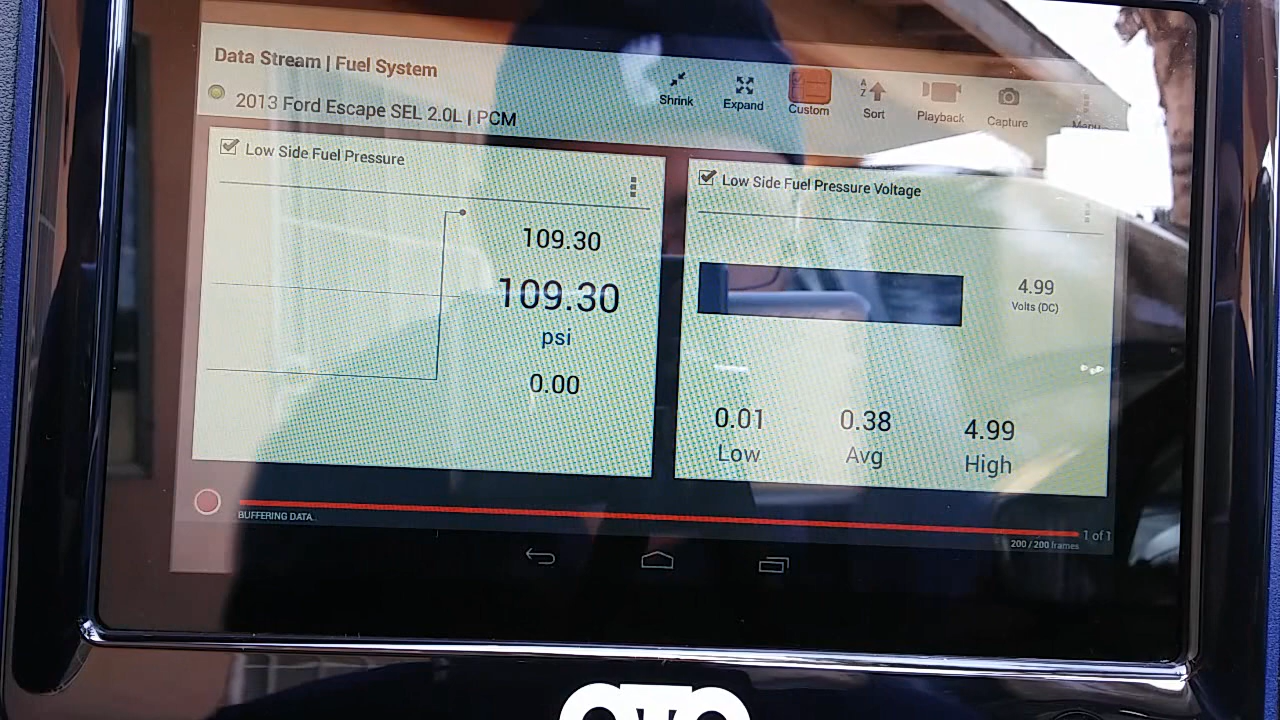 Data Stream | Fuel System
2013 Ford Escape SEL 2.0L | PCM
Shrink
Expand
Custom
Sort
Playback
Capture
Menu
Low Side Fuel Pressure
109.30
109.30
psi
0.00
Low Side Fuel Pressure Voltage
4.99
Volts (DC)
0.01
0.38
4.99
Low
Avg
High
BUFFERING DATA..
1 of 1
200 / 200 frames